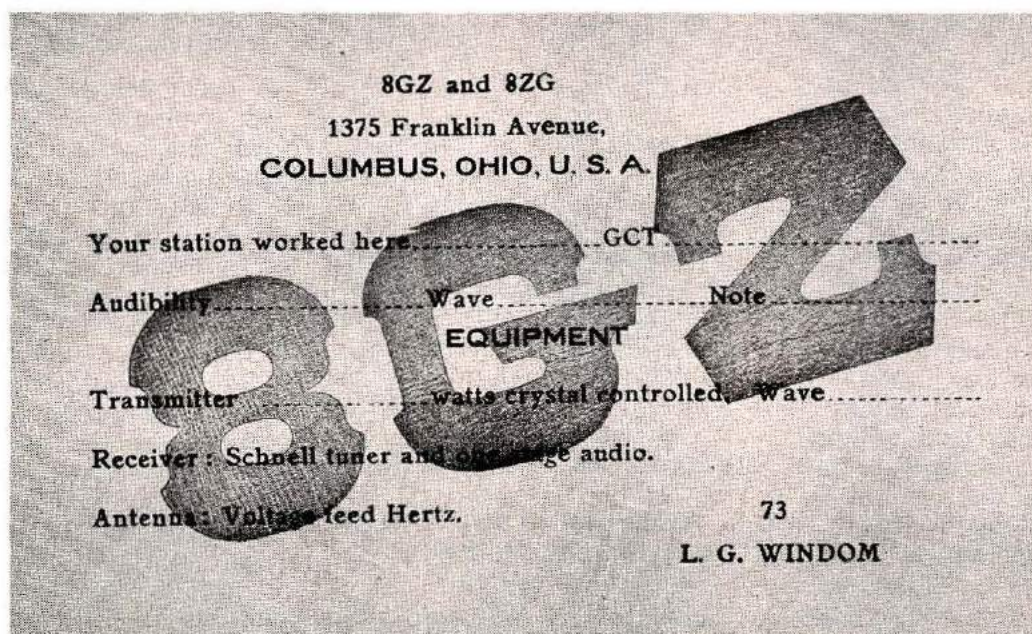 8GZ and 8ZG
1375 Franklin Avenue,
COLUMBUS, OHIO, U. S. A.
8GZ
Your station worked here....................GCT....................
Audibility....................Wave....................Note....................
EQUIPMENT
Transmitter....................watts crystal controlled. Wave....................
Receiver: Schnell tuner and one stage audio.
Antenna: Voltage feed Hertz.
73
L. G. WINDOM